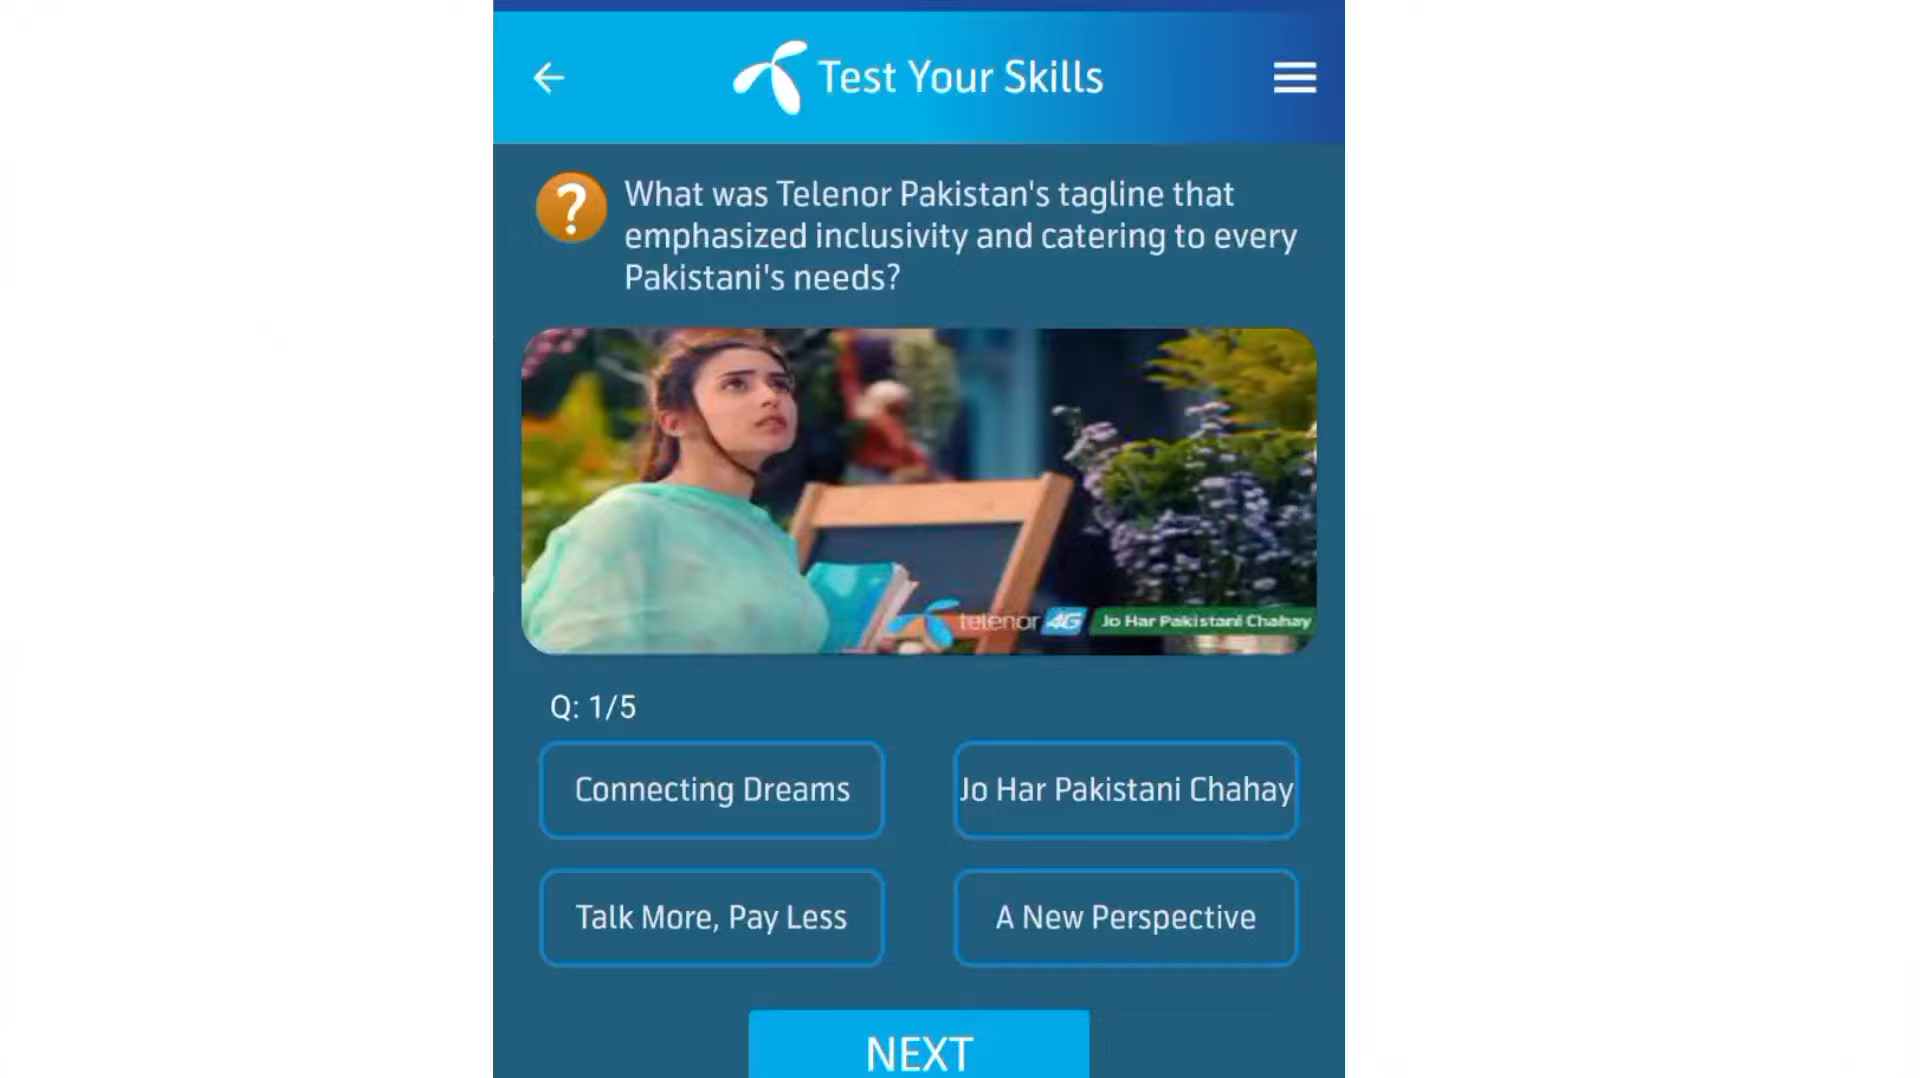 Test Your Skills
? What was Telenor Pakistan's tagline that
emphasized inclusivity and catering to every
Pakistani's needs?
telenor 4G Jo Har Pakistani Chahay
Q: 1/5
Connecting Dreams
Jo Har Pakistani Chahay
Talk More, Pay Less
A New Perspective
NEXT